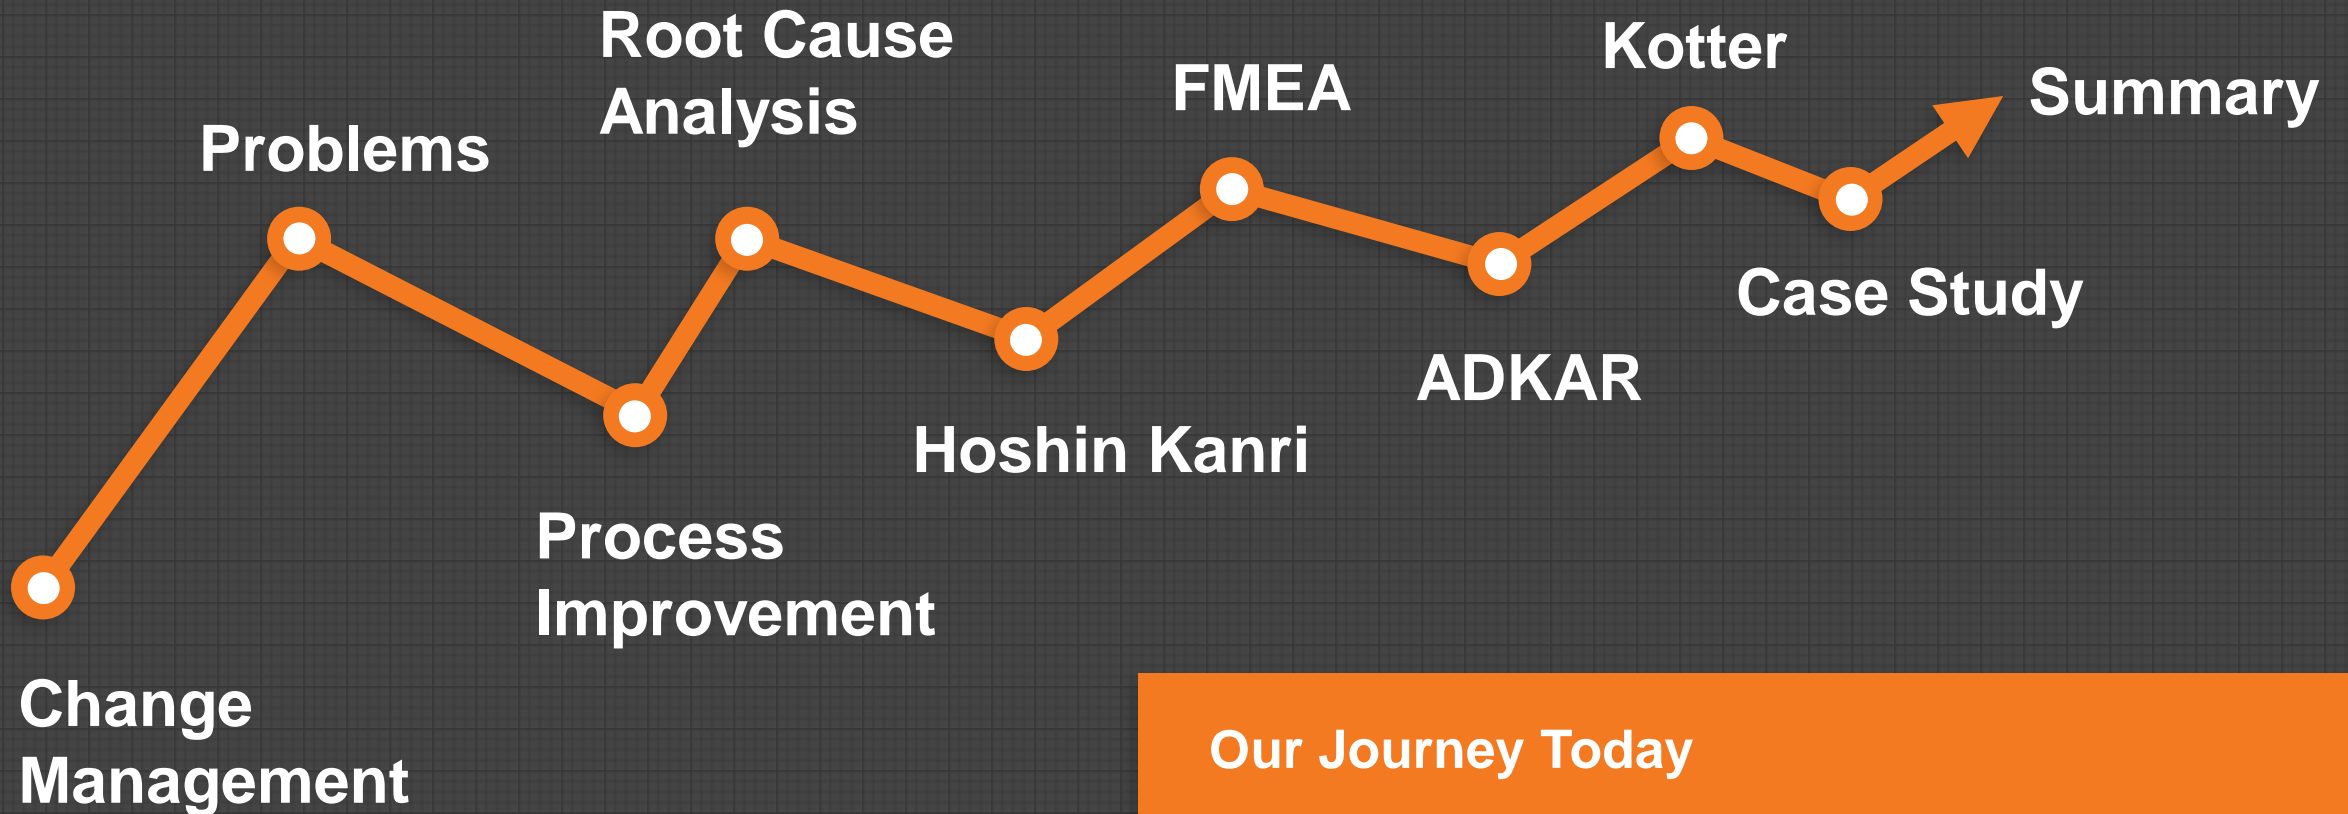 Change
Management
Problems
Process
Improvement
Root Cause
Analysis
Hoshin Kanri
FMEA
ADKAR
Kotter
Case Study
Summary
Our Journey Today